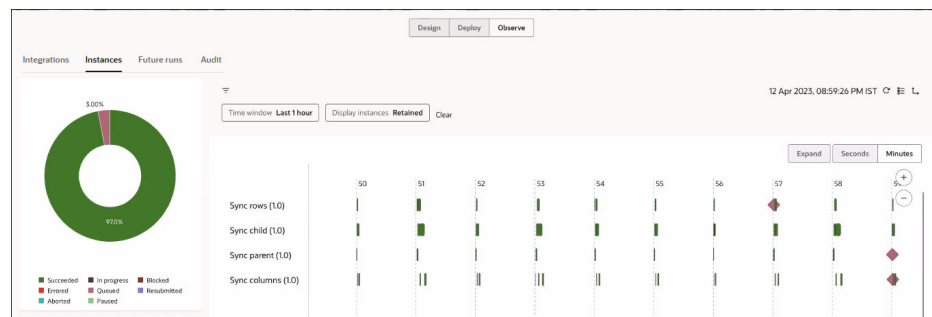 Design Deploy Observe
Integrations Instances Future runs Audit
12 Apr 2023, 08:59:26 PM IST
3.00%
Time window Last 1 hour Display instances Retained Clear
Expand Seconds Minutes
50 51 52 53 54 55 56 57 58
Sync rows (1.0)
97.0%
Sync child (1.0)
Sync parent (1.0)
Sync columns (1.0)
Succeeded In progress Blocked
Errored Queued Resubmitted
Aborted Paused